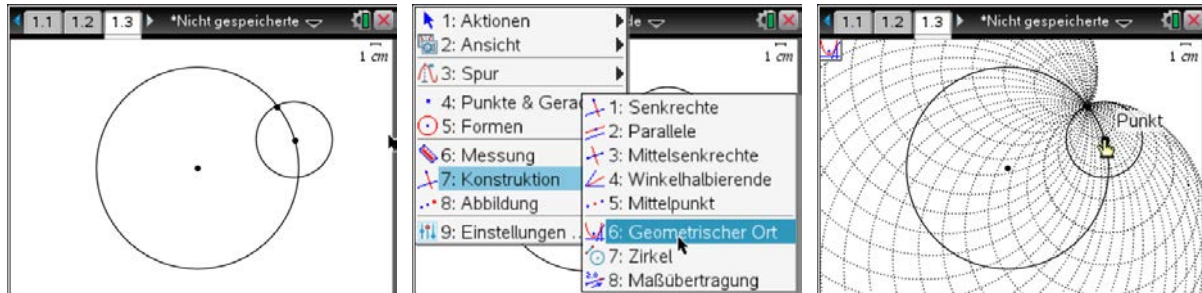 1.1 1.2 1.3 *Nicht gespeicherte
1 cm
1: Aktionen
2: Ansicht
3: Spur
4: Punkte & Gera
5: Formen
6: Messung
7: Konstruktion
8: Abbildung
9: Einstellungen ...
1: Senkrechte
2: Parallele
3: Mittelsenkrechte
4: Winkelhalbierende
5: Mittelpunkt
6: Geometrischer Ort
7: Zirkel
8: Maßübertragung
1 cm
1.1 1.2 1.3 *Nicht gespeicherte
1 cm
Punkt